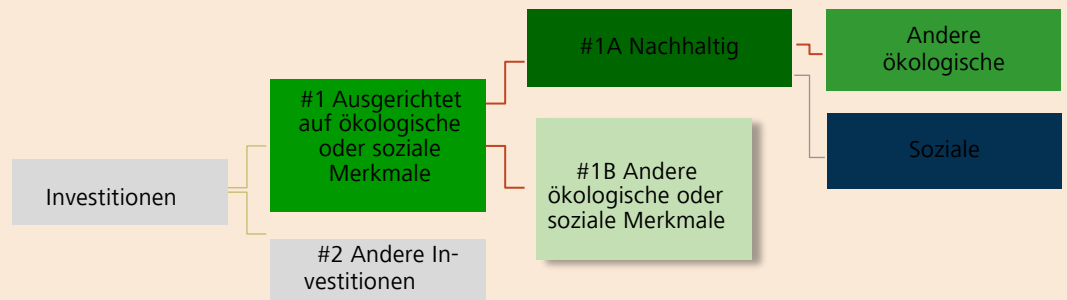 Investitionen
#1 Ausgerichtet
auf ökologische
oder soziale
Merkmale
#2 Andere In-
vestitionen
#1A Nachhaltig
#1B Andere
ökologische oder
soziale Merkmale
Andere
ökologische
Soziale